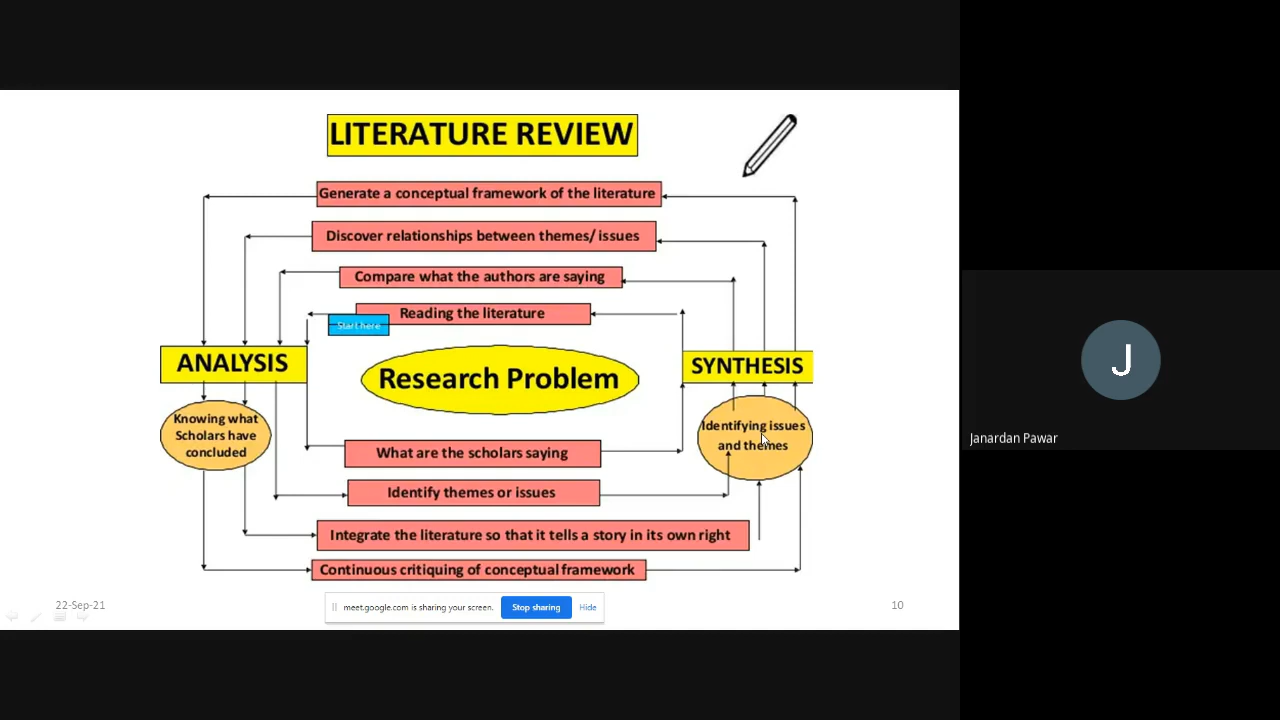 LITERATURE REVIEW
Generate a conceptual framework of the literature
Discover relationships between themes/ issues
Compare what the authors are saying
Reading the literature
Start here
ANALYSIS
Research Problem
SYNTHESIS
Knowing what
Scholars have
concluded
Identifying issues
and themes
What are the scholars saying
Identify themes or issues
Integrate the literature so that it tells a story in its own right
Continuous critiquing of conceptual framework
22-Sep-21
meet.google.com is sharing your screen.
Stop sharing
Hide
10
J
Janardan Pawar